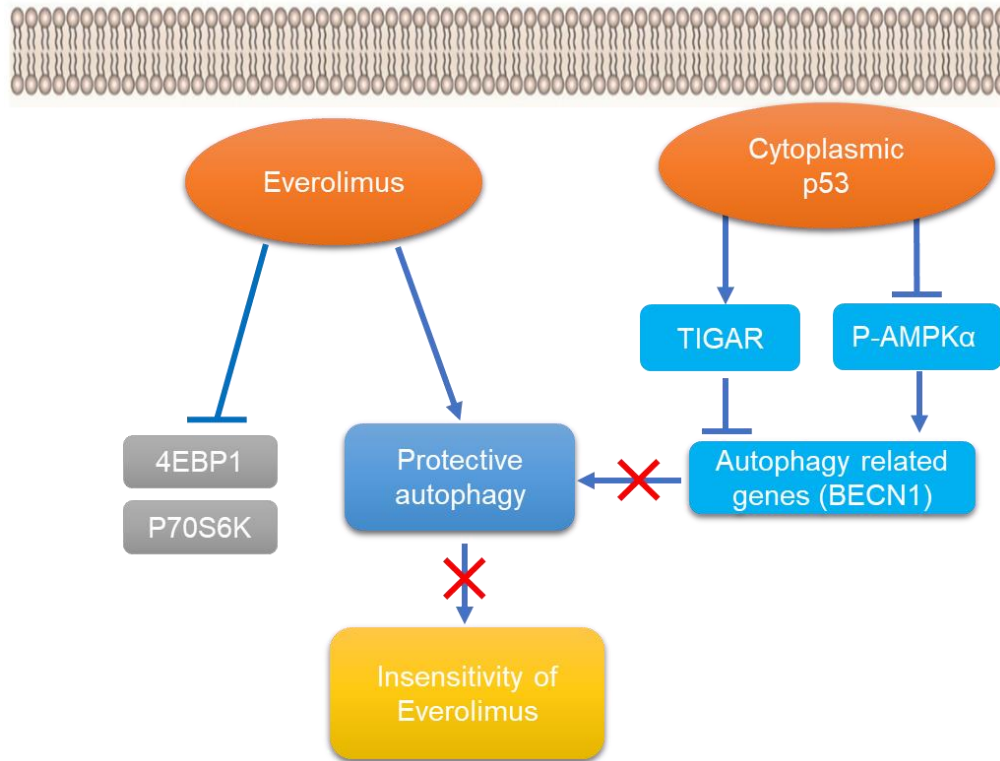 Everolimus
Cytoplasmic
p53
TIGAR
P-AMPKα
4EBP1
P70S6K
Protective
autophagy
Autophagy related
genes (BECN1)
Insensitivity of
Everolimus